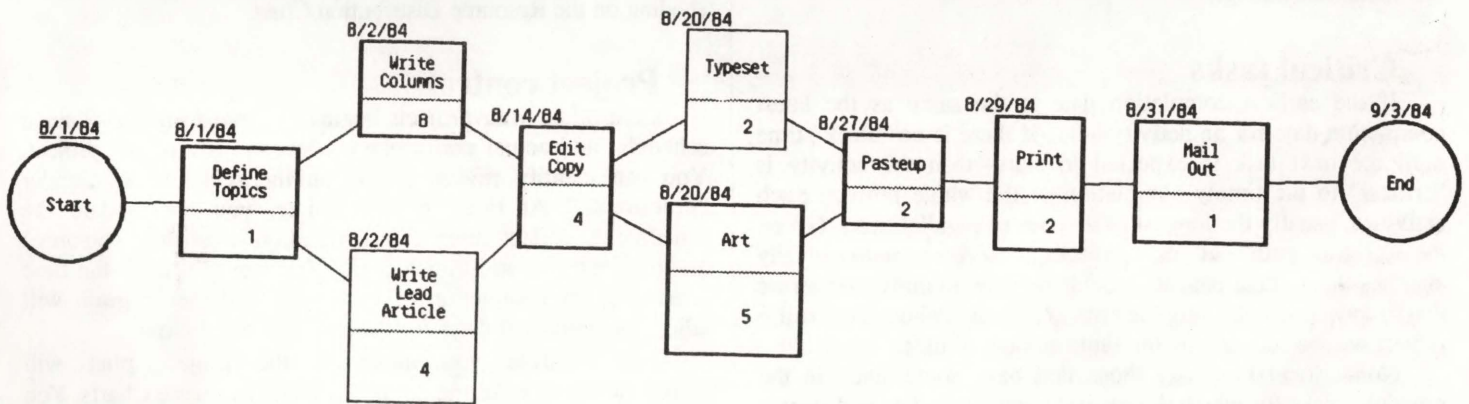 8/1/84
Start
8/1/84
Define
Topics
1
8/2/84
Write
Columns
8
8/2/84
Write
Lead
Article
4
8/14/84
Edit
Copy
4
8/20/84
Typeset
2
8/20/84
Art
5
8/27/84
Pasteup
2
8/29/84
Print
2
8/31/84
Mail
Out
1
9/3/84
End